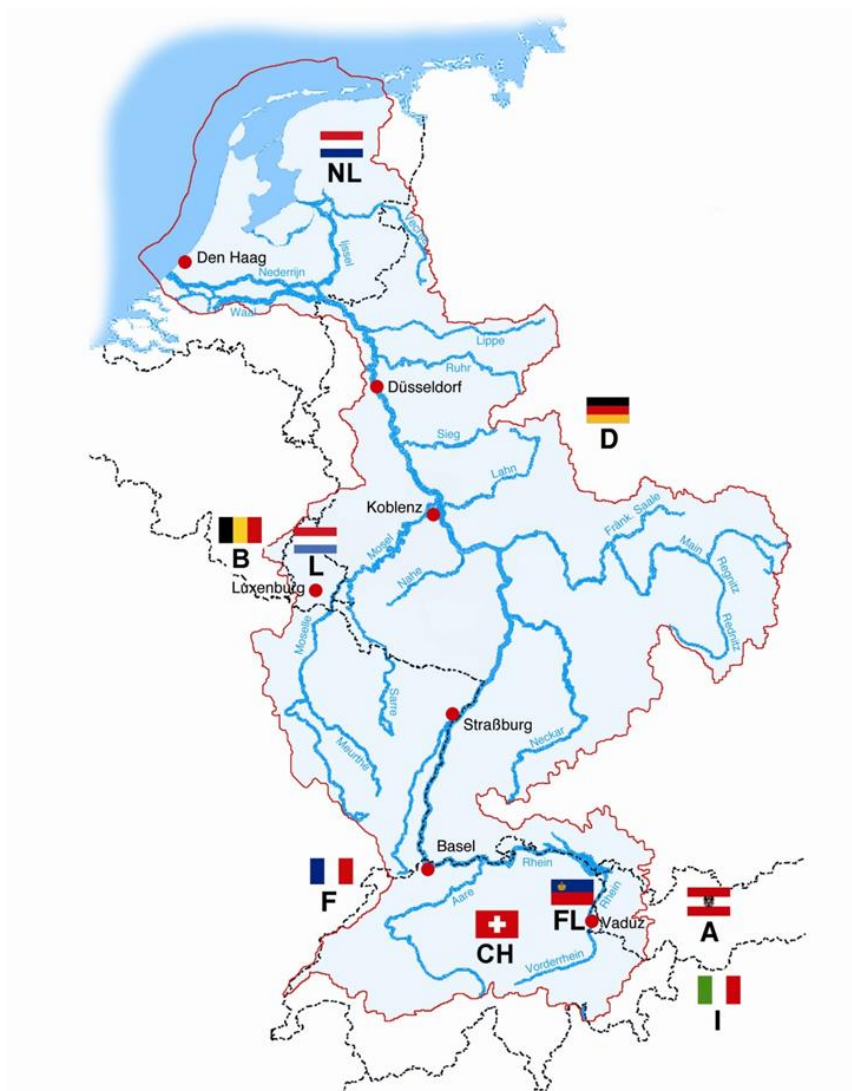 NL
Vecht
Den Haag
Ijssel
Nederrijn
Waal
Lippe
Ruhr
Düsseldorf
D
Sieg
Lahn
Koblenz
Fränk. Saale
Mosel
Main
Regnitz
B
L
Nahe
Luxenburg
Rednitz
Moselle
Sarre
Straßburg
Neckar
Meurthe
Basel
Rhein
F
Aare
Rhein
FL
Vaduz
A
CH
Vorderrhein
I